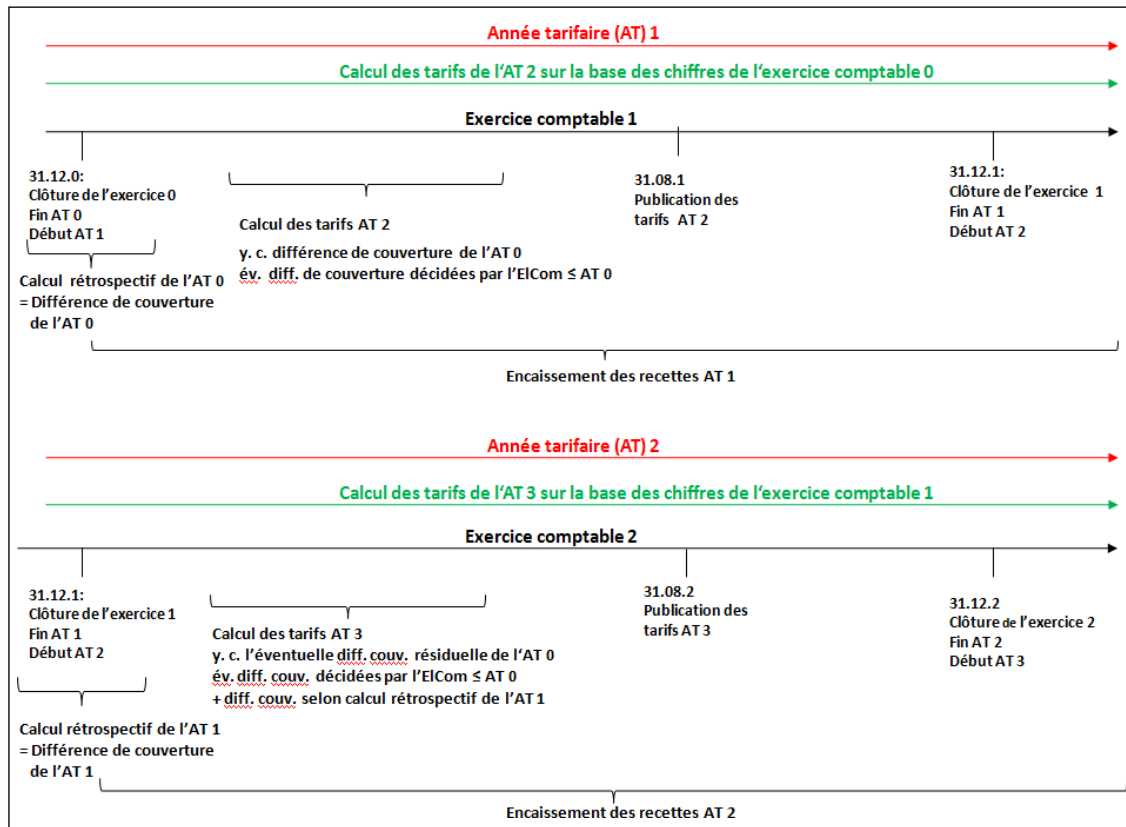 Année tarifaire (AT) 1
Calcul des tarifs de l'AT 2 sur la base des chiffres de l'exercice comptable 0
Exercice comptable 1
31.12.0:
Clôture de l'exercice 0
Fin AT 0
Début AT 1
Calcul rétrospectif de l'AT 0
= Différence de couverture
de l'AT 0
Calcul des tarifs AT 2
y. c. différence de couverture de l'AT 0
év. diff. de couverture décidées par l'ElCom ≤ AT 0
31.08.1
Publication des
tarifs AT 2
31.12.1:
Clôture de l'exercice 1
Fin AT 1
Début AT 2
Encaissement des recettes AT 1
Année tarifaire (AT) 2
Calcul des tarifs de l'AT 3 sur la base des chiffres de l'exercice comptable 1
Exercice comptable 2
31.12.1:
Clôture de l'exercice 1
Fin AT 1
Début AT 2
Calcul rétrospectif de l'AT 1
= Différence de couverture
de l'AT 1
Calcul des tarifs AT 3
y. c. l'éventuelle diff. couv. résiduelle de l'AT 0
év. diff. couv. décidées par l'ElCom ≤ AT 0
+ diff. couv. selon calcul rétrospectif de l'AT 1
31.08.2
Publication des
tarifs AT 3
31.12.2
Clôture de l'exercice 2
Fin AT 2
Début AT 3
Encaissement des recettes AT 2